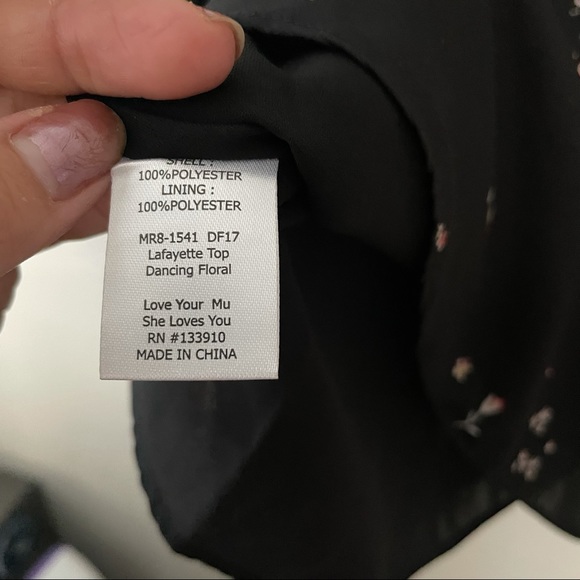 SHELL :
100%POLYESTER
LINING :
100%POLYESTER
MR8-1541 DF17
Lafayette Top
Dancing Floral
Love Your Mu
She Loves You
RN #133910
MADE IN CHINA